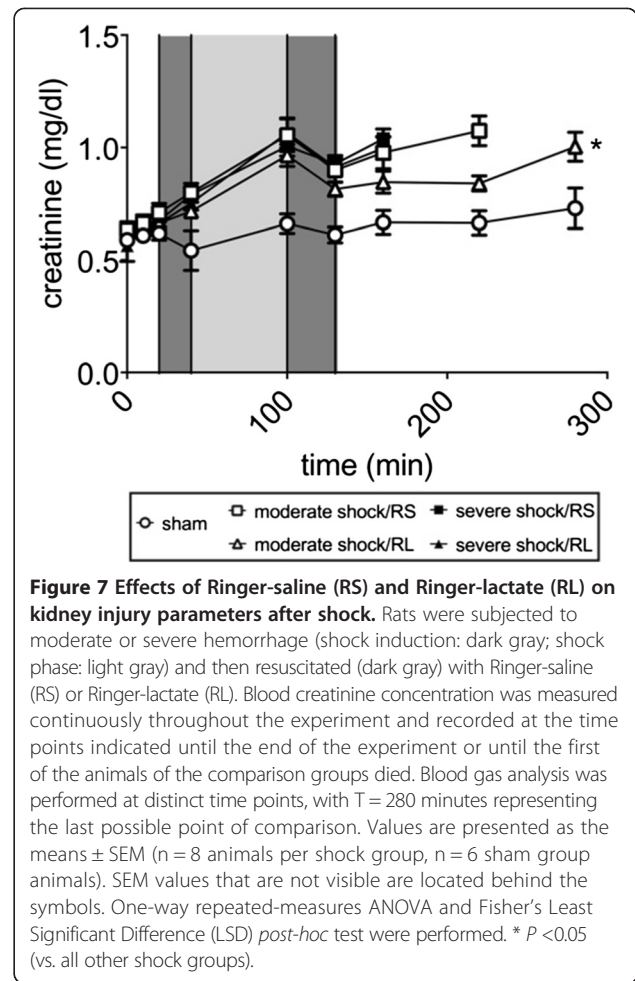 1.5
1.0
0.5
0.0
creatinine (mg/dl)
*
0
100
200
300
time (min)
sham
moderate shock/RS
severe shock/RS
moderate shock/RL
severe shock/RL
Figure 7 Effects of Ringer-saline (RS) and Ringer-lactate (RL) on
kidney injury parameters after shock. Rats were subjected to
moderate or severe hemorrhage (shock induction: dark gray; shock
phase: light gray) and then resuscitated (dark gray) with Ringer-saline
(RS) or Ringer-lactate (RL). Blood creatinine concentration was measured
continuously throughout the experiment and recorded at the time
points indicated until the end of the experiment or until the first
of the animals of the comparison groups died. Blood gas analysis was
performed at distinct time points, with T = 280 minutes representing
the last possible point of comparison. Values are presented as the
means ± SEM (n = 8 animals per shock group, n = 6 sham group
animals). SEM values that are not visible are located behind the
symbols. One-way repeated-measures ANOVA and Fisher's Least
Significant Difference (LSD) post-hoc test were performed. * P <0.05
(vs. all other shock groups).